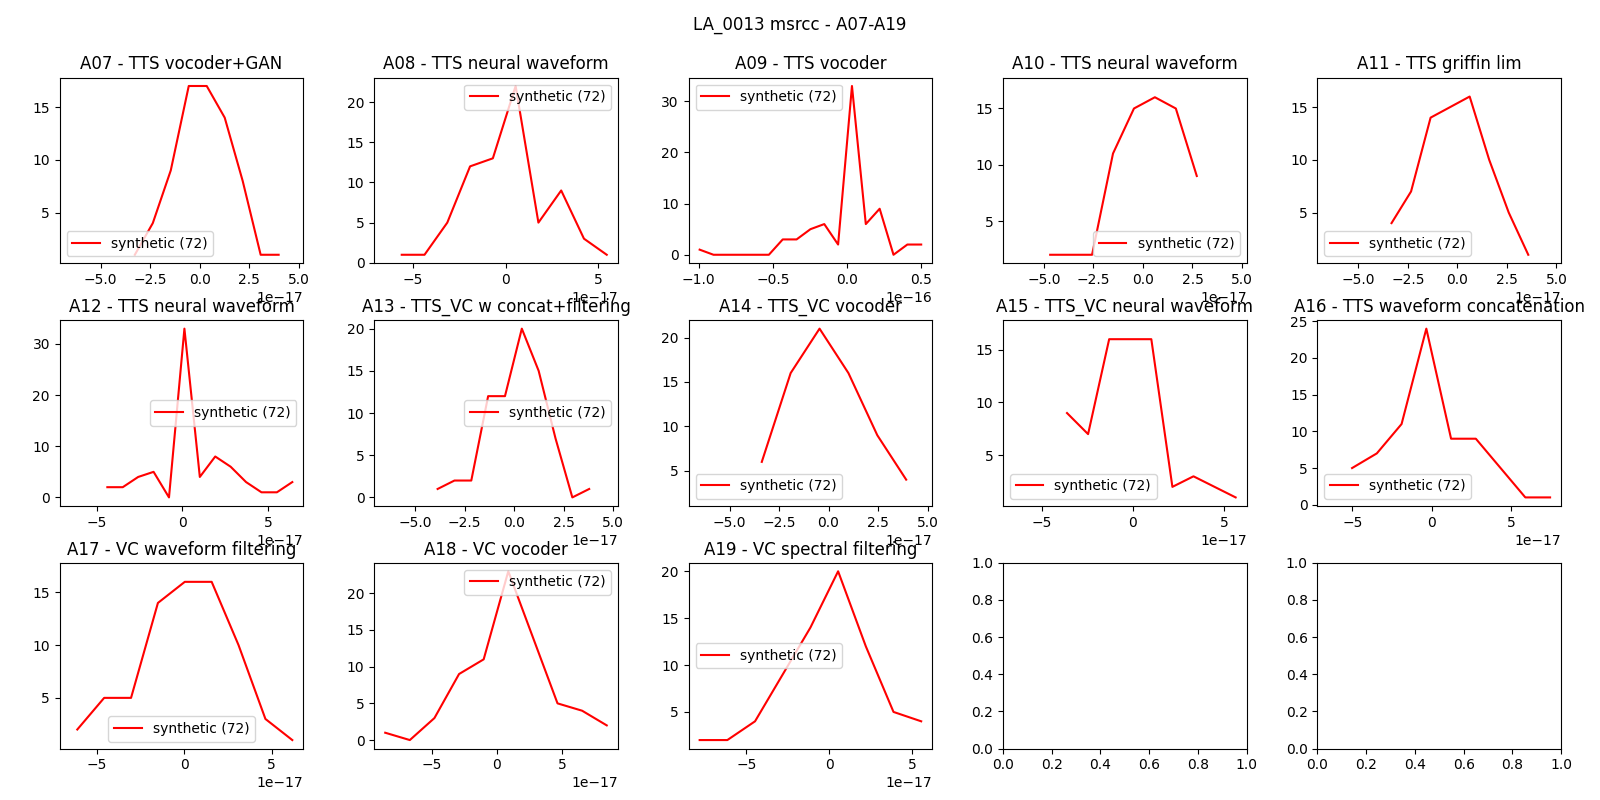 LA_0013 msrcc - A07-A19
A07 - TTS vocoder+GAN
A08 - TTS neural waveform
A09 - TTS vocoder
A10 - TTS neural waveform
A11 - TTS griffin lim
15
10
5
synthetic (72)
−5.0 −2.5 0.0 2.5 5.0
1e−17
20
15
10
5
0
synthetic (72)
−5 0 5
1e−17
30
20
10
0
synthetic (72)
−1.0 −0.5 0.0 0.5
1e−16
15
10
5
synthetic (72)
−5.0 −2.5 0.0 2.5 5.0
1e−17
15
10
5
synthetic (72)
−5.0 −2.5 0.0 2.5 5.0
1e−17
A12 - TTS neural waveform
A13 - TTS_VC w concat+filtering
A14 - TTS_VC vocoder
A15 - TTS_VC neural waveform
A16 - TTS waveform concatenation
30
20
10
0
synthetic (72)
−5 0 5
1e−17
20
15
10
5
0
synthetic (72)
−5.0 −2.5 0.0 2.5 5.0
1e−17
20
15
10
5
synthetic (72)
−5.0 −2.5 0.0 2.5 5.0
1e−17
15
10
5
synthetic (72)
−5 0 5
1e−17
25
20
15
10
5
0
synthetic (72)
−5 0 5
1e−17
A17 - VC waveform filtering
A18 - VC vocoder
A19 - VC spectral filtering
15
10
5
synthetic (72)
−5 0 5
1e−17
20
15
10
5
0
synthetic (72)
−5 0 5
1e−17
20
15
10
5
synthetic (72)
−5 0 5
1e−17
1.0
0.8
0.6
0.4
0.2
0.0
0.0 0.2 0.4 0.6 0.8 1.0
1.0
0.8
0.6
0.4
0.2
0.0
0.0 0.2 0.4 0.6 0.8 1.0